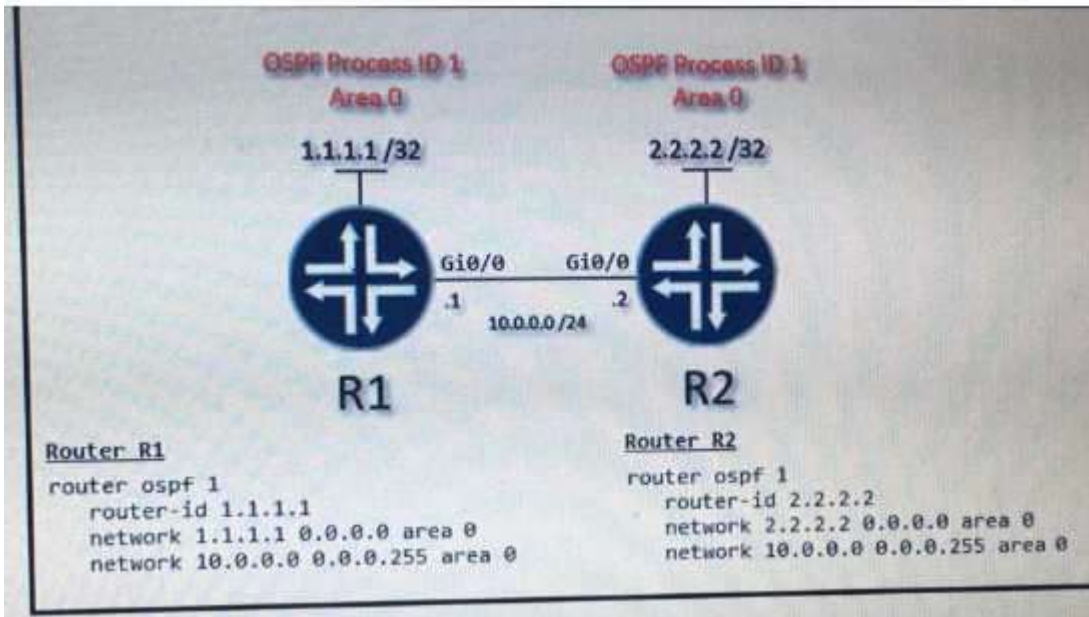 OSPF Process ID 1
Area 0
OSPF Process ID 1
Area 0
1.1.1.1 /32
2.2.2.2 /32
Gi0/0
Gi0/0
.1
.2
10.0.0.0 /24
R1
R2
Router R1
router ospf 1
router-id 1.1.1.1
network 1.1.1.1 0.0.0.0 area 0
network 10.0.0.0 0.0.0.255 area 0
Router R2
router ospf 1
router-id 2.2.2.2
network 2.2.2.2 0.0.0.0 area 0
network 10.0.0.0 0.0.0.255 area 0